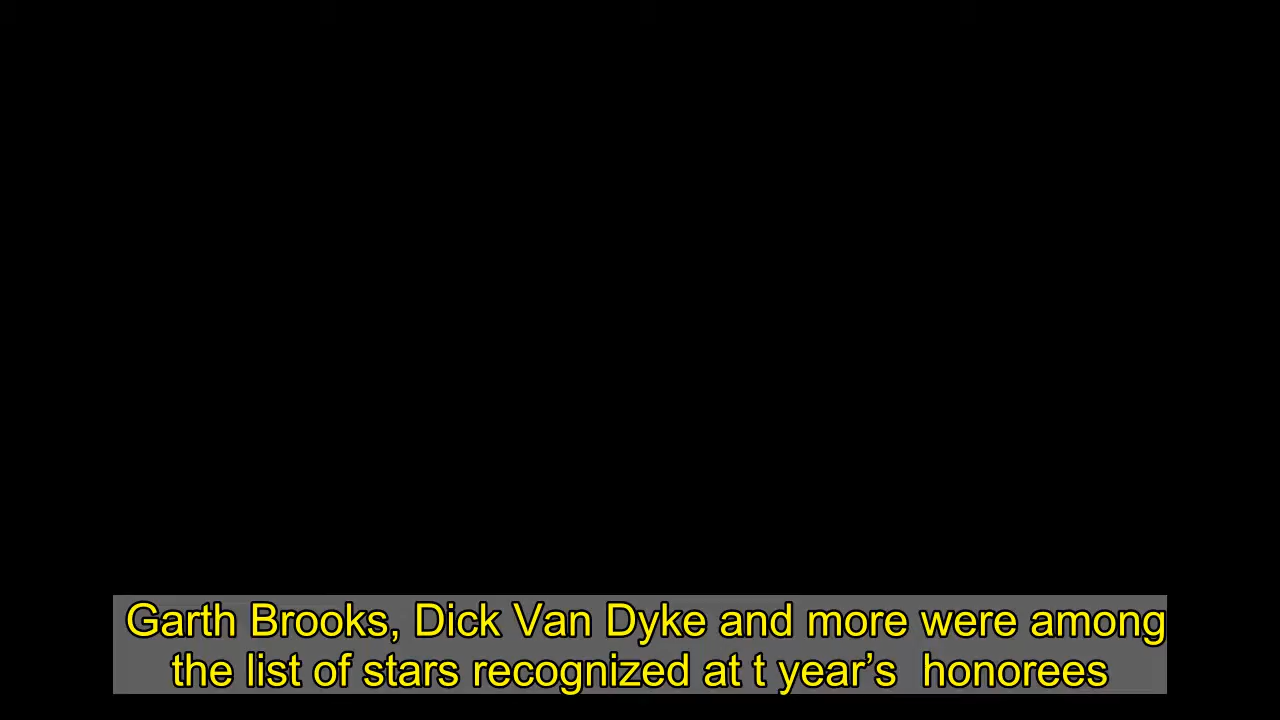 Garth Brooks, Dick Van Dyke and more were among
the list of stars recognized at t year’s  honorees